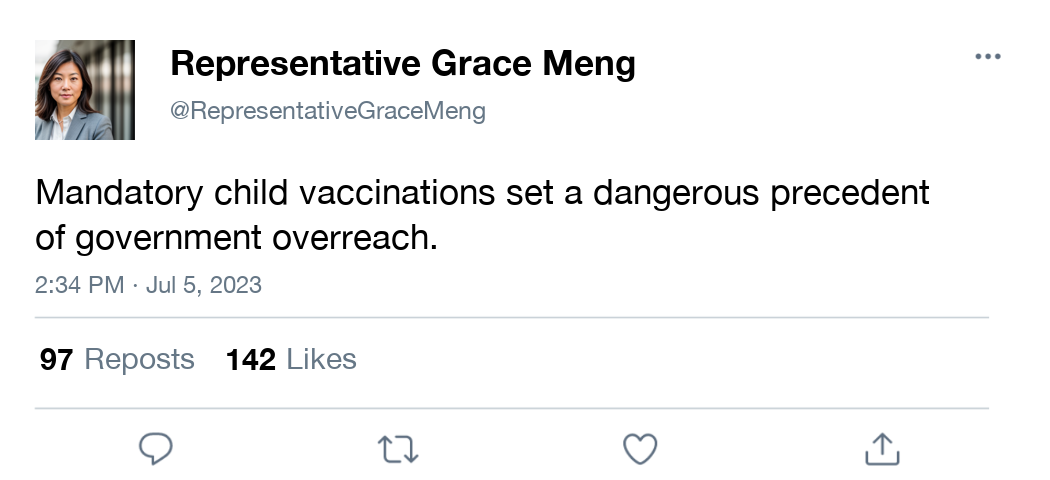 Representative Grace Meng
@RepresentativeGraceMeng
Mandatory child vaccinations set a dangerous precedent
of government overreach.
2:34 PM · Jul 5, 2023
97 Reposts 142 Likes